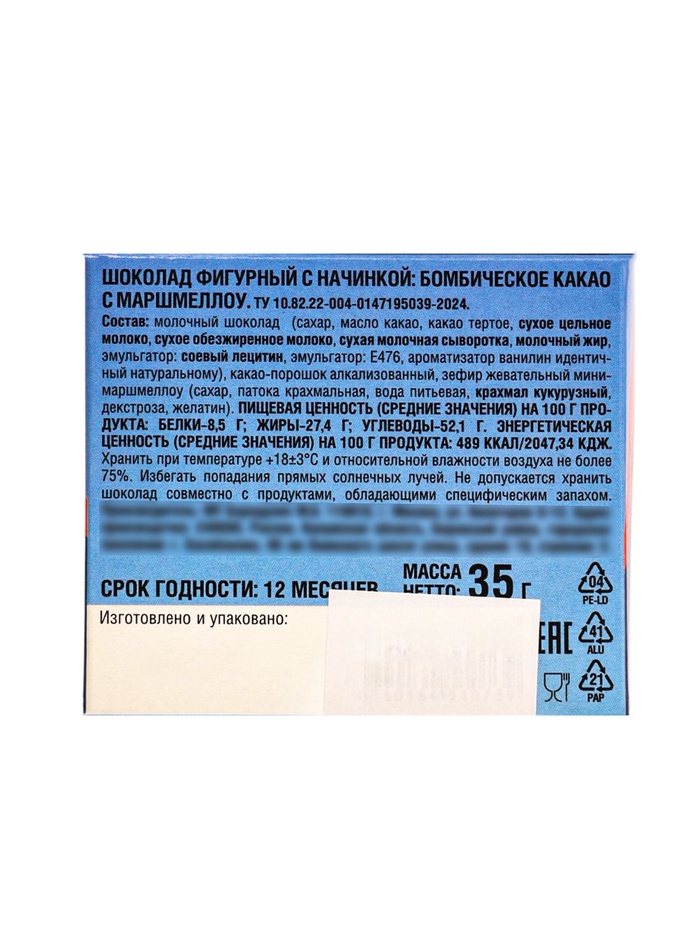 ШОКОЛАД ФИГУРНЫЙ С НАЧИНКОЙ: БОМБИЧЕСКОЕ КАКАО
С МАРШМЕЛЛОУ. ТУ 10.82.22-004-0147195039-2024.
Состав: молочный шоколад (сахар, масло какао, какао тертое, сухое цельное
молоко, сухое обезжиренное молоко, сухая молочная сыворотка, молочный жир,
эмульгатор: соевый лецитин, эмульгатор: Е476, ароматизатор ванилин идентич-
ный натуральному), какао-порошок алкализованный, зефир жевательный мини-
маршмеллоу (сахар, патока крахмальная, вода питьевая, крахмал кукурузный,
декстроза, желатин). ПИЩЕВАЯ ЦЕННОСТЬ (СРЕДНИЕ ЗНАЧЕНИЯ) НА 100 Г ПРО-
ДУКТА: БЕЛКИ-8,5 Г; ЖИРЫ-27,4 Г; УГЛЕВОДЫ-52,1 Г. ЭНЕРГЕТИЧЕСКАЯ
ЦЕННОСТЬ (СРЕДНИЕ ЗНАЧЕНИЯ) НА 100 Г ПРОДУКТА: 489 ККАЛ/2047,34 КДЖ.
Хранить при температуре +18±3°С и относительной влажности воздуха не более
75%. Избегать попадания прямых солнечных лучей. Не допускается хранить
шоколад совместно с продуктами, обладающими специфическим запахом.
СРОК ГОДНОСТИ: 12 МЕСЯЦЕВ
МАССА
НЕТТО: 35 г
Изготовлено и упаковано:
EAC
04
PE-LD
41
ALU
21
PAP